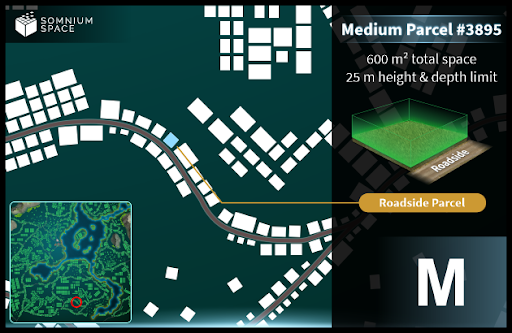 SOMNIUM
SPACE
Medium Parcel #3895
600 m² total space
25 m height & depth limit
Roadside
Roadside Parcel
M